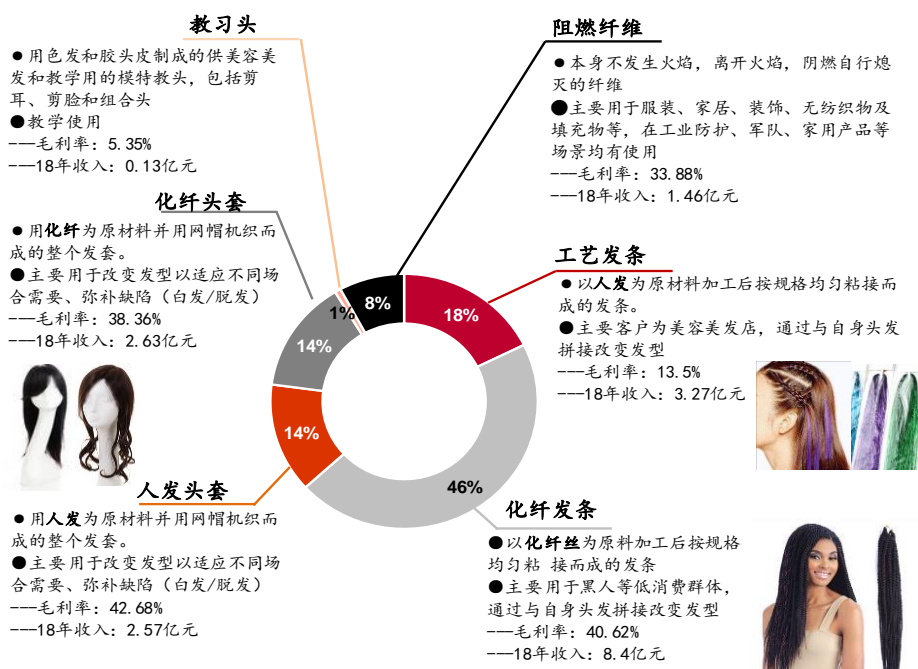 教习头
● 用色发和胶头皮制成的供美容美
发和教学用的模特教头，包括剪
耳、剪脸和组合头
●教学使用
---毛利率：5.35%
---18年收入：0.13亿元
阻燃纤维
● 本身不发生火焰，离开火焰，阴燃自行熄
灭的纤维
●主要用于服装、家居、装饰、无纺织物及
填充物等，在工业防护、军队、家用产品等
场景均有使用
---毛利率：33.88%
---18年收入：1.46亿元
化纤头套
● 用化纤为原材料并用网帽机织而
成的整个发套。
●主要用于改变发型以适应不同场
合需要、弥补缺陷（白发/脱发）
---毛利率：38.36%
---18年收入：2.63亿元
工艺发条
● 以人发为原材料加工后按规格均匀粘接而
成的发条。
●主要客户为美容美发店，通过与自身头发
拼接改变发型
---毛利率：13.5%
---18年收入：3.27亿元
8%
1%
18%
14%
14%
46%
人发头套
● 用人发为原材料并用网帽机织而
成的整个发套。
●主要用于改变发型以适应不同场
合需要、弥补缺陷（白发/脱发）
---毛利率：42.68%
---18年收入：2.57亿元
化纤发条
●以化纤丝为原料加工后按规格
均匀粘 接而成的发条
●主要用于黑人等低消费群体，
通过与自身头发拼接改变发型
---毛利率：40.62%
---18年收入：8.4亿元